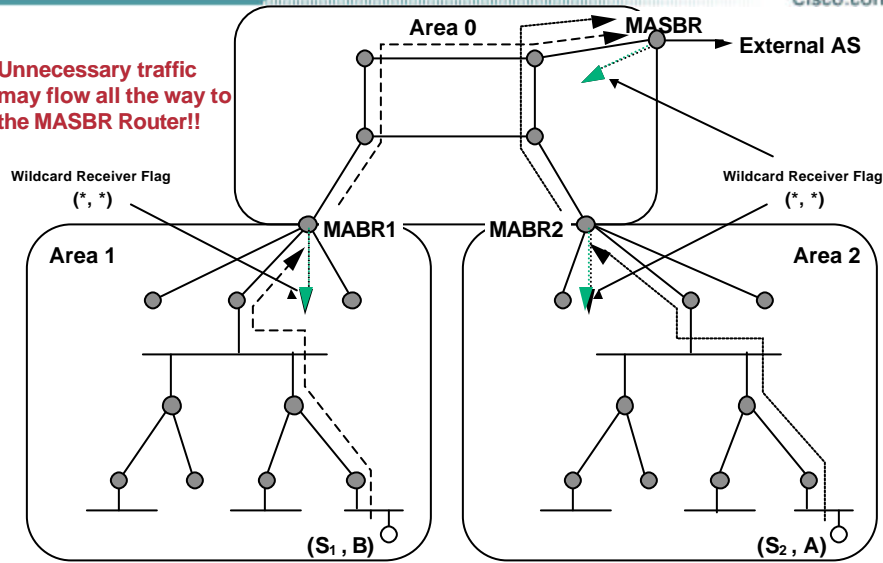 Cisco.com
Area 0
MASBR
External AS
Unnecessary traffic
may flow all the way to
the MASBR Router!!
Wildcard Receiver Flag
(*, *)
Wildcard Receiver Flag
(*, *)
MABR1
MABR2
Area 1
Area 2
(S₁ , B)
(S₂ , A)